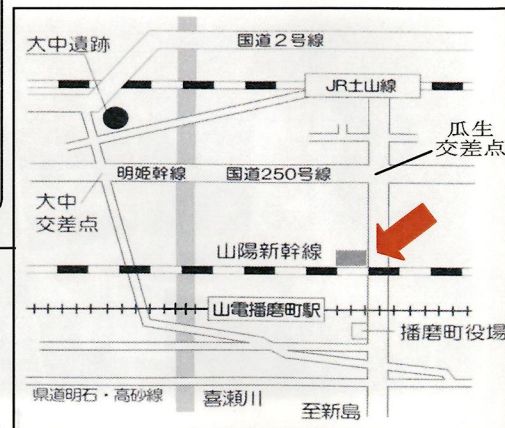 国道2号線
大中遺跡
JR土山線
瓜生
交差点
明姫幹線
国道250号線
大中
交差点
山陽新幹線
山電播磨町駅
播磨町役場
県道明石・高砂線
喜瀬川
至新島